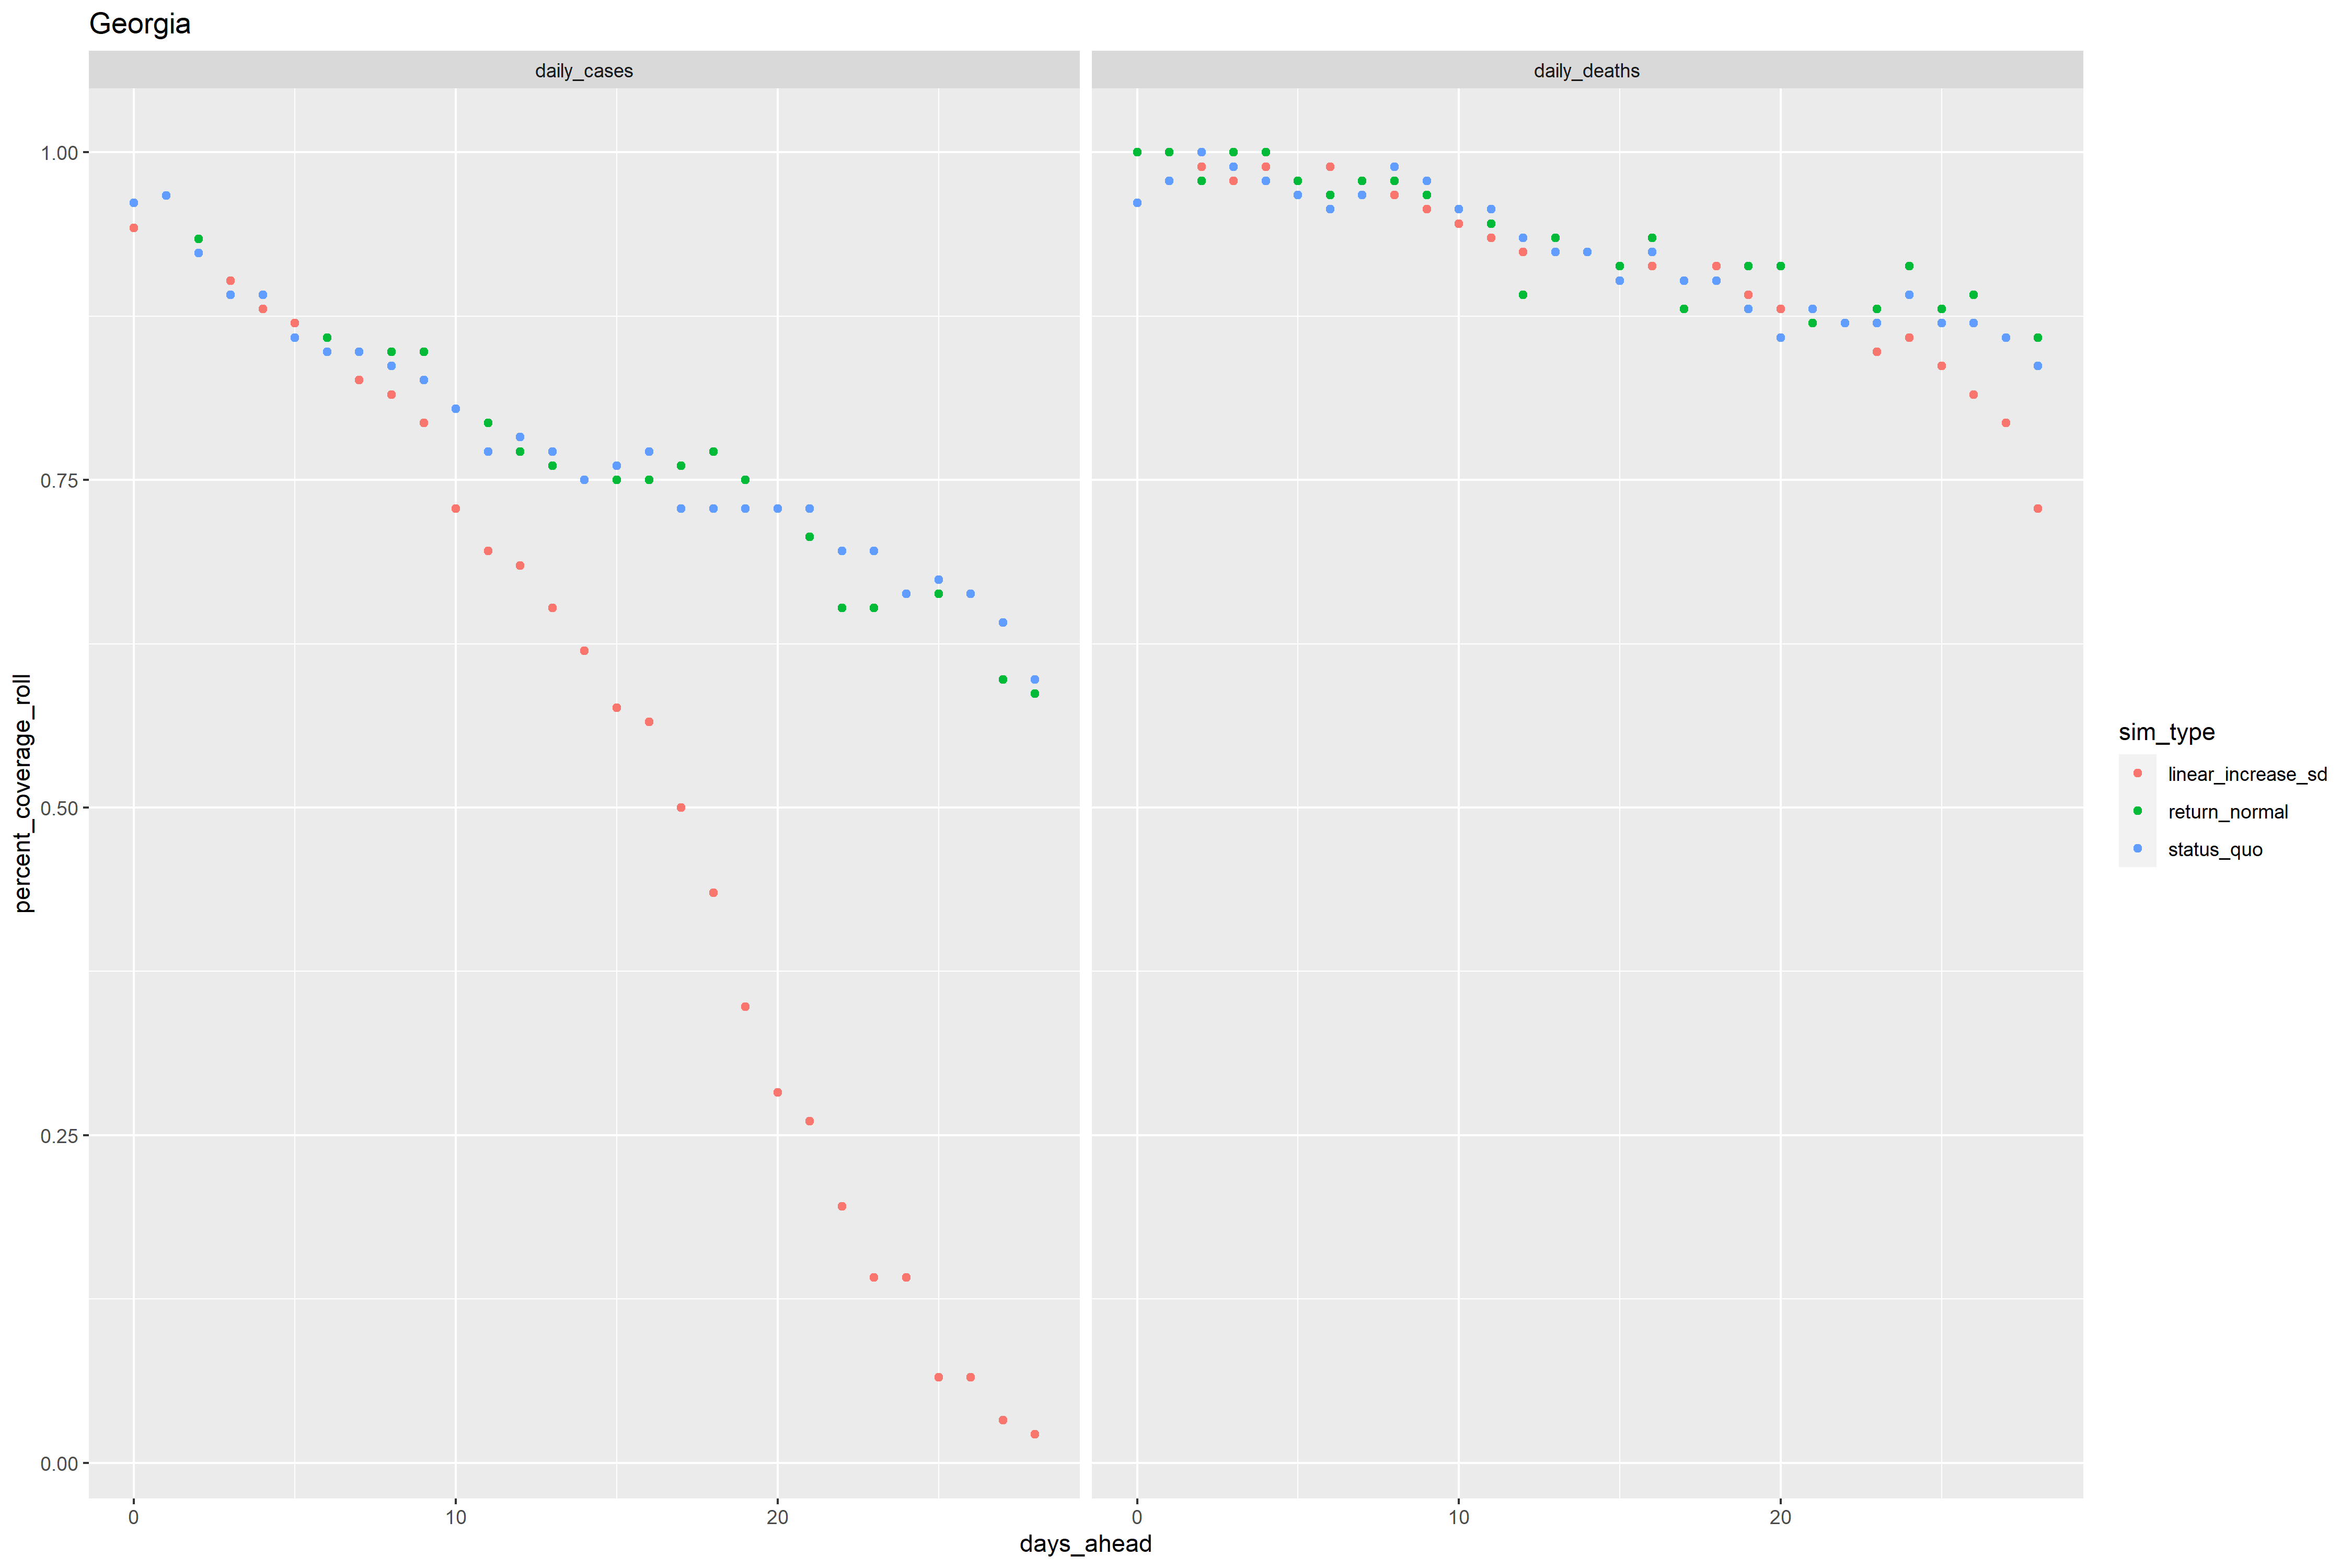 Georgia
daily_cases
daily_deaths
percent_coverage_roll
1.00
0.75
0.50
0.25
0.00
0
10
20
0
10
20
days_ahead
sim_type
linear_increase_sd
return_normal
status_quo